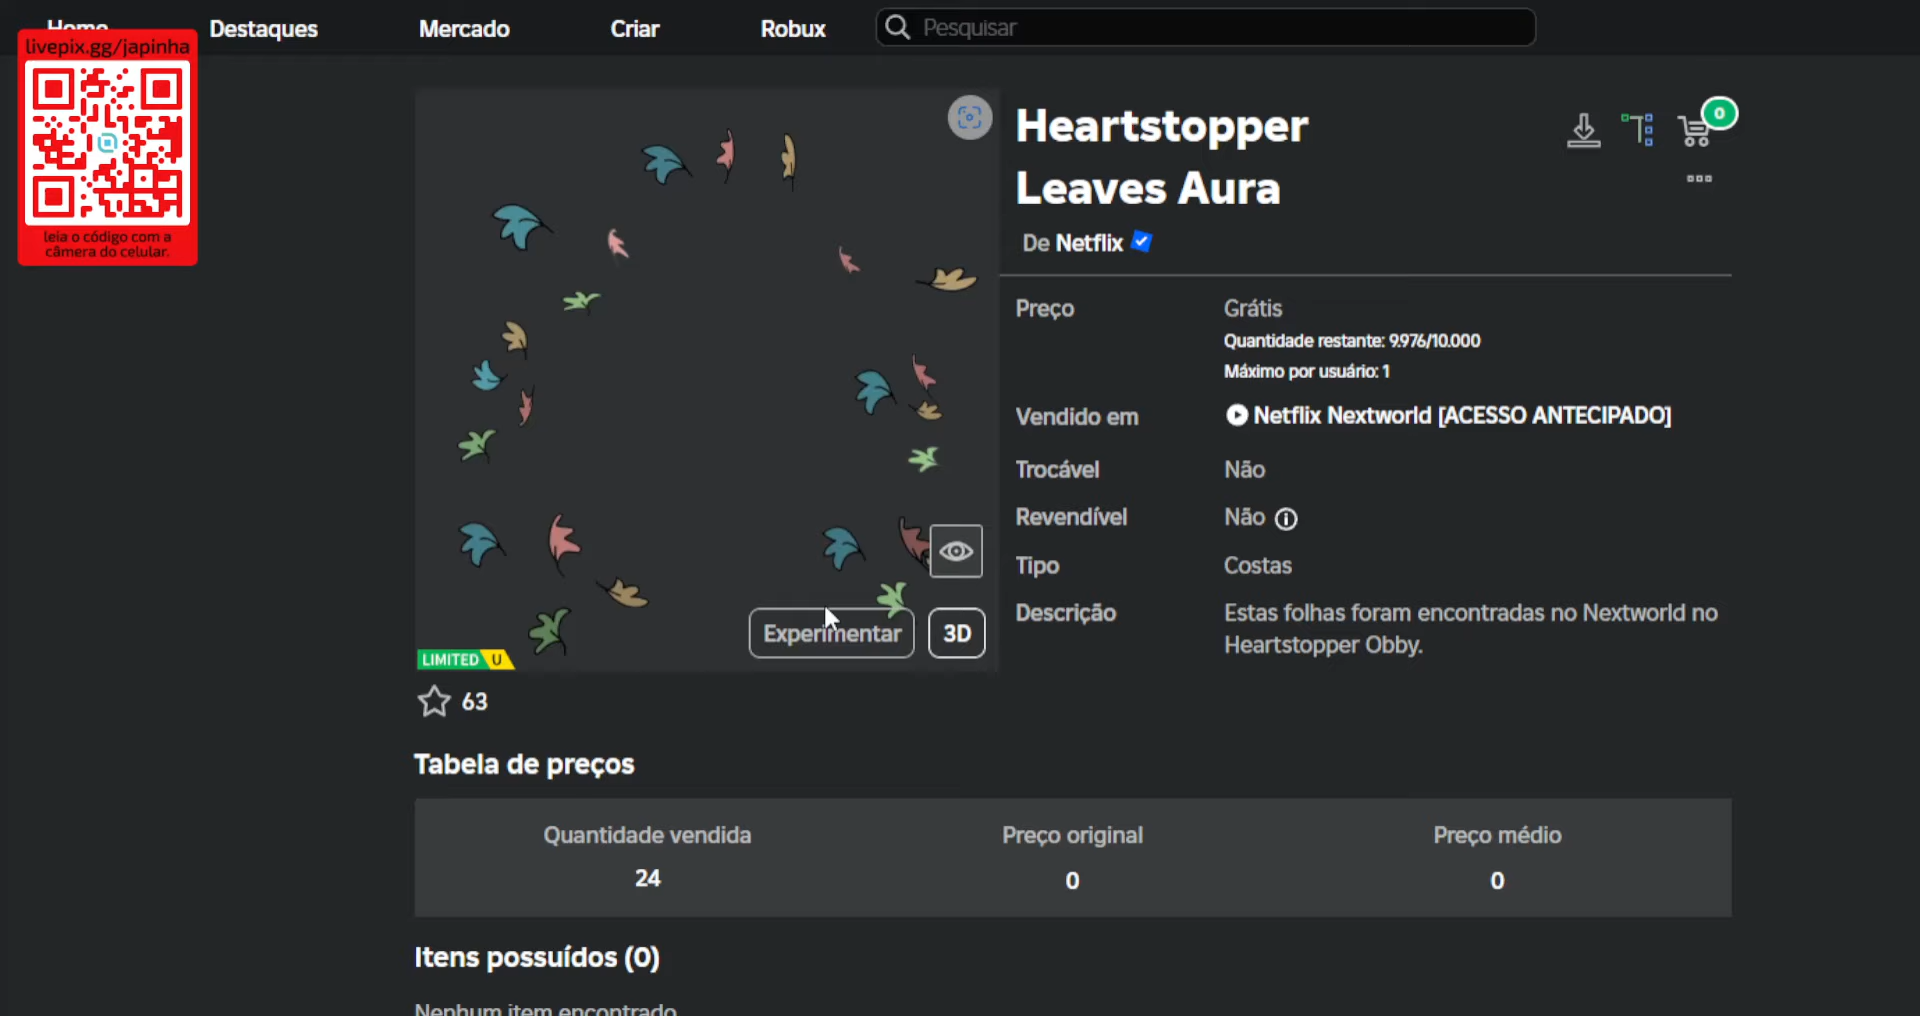 Home Destaques Mercado Criar Robux Pesquisar
livepix.gg/japinha
leia o código com a
câmera do celular.
Heartstopper
Leaves Aura
0
De Netflix
Preço Grátis
Quantidade restante: 9.976/10.000
Máximo por usuário: 1
Vendido em Netflix Nextworld [ACESSO ANTECIPADO]
Trocável Não
Revendível Não
Tipo Costas
Descrição Estas folhas foram encontradas no Nextworld no
Heartstopper Obby.
Experimentar 3D
LIMITED U
63
Tabela de preços
Quantidade vendida Preço original Preço médio
24 0 0
Itens possuídos (0)
Nenhum item encontrado